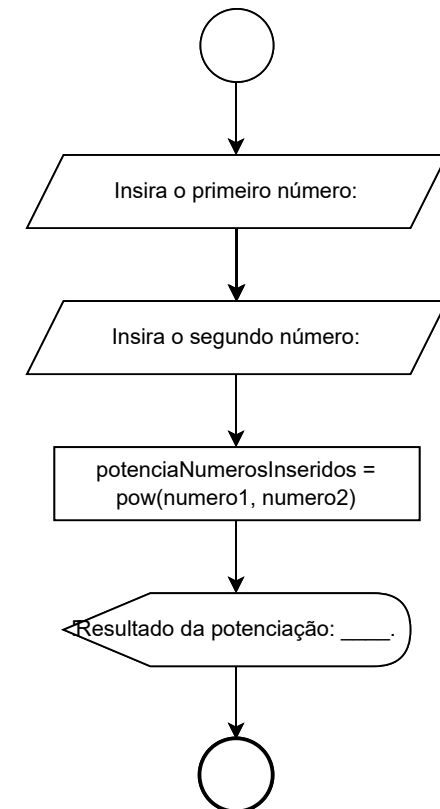 Insira o primeiro número:
Insira o segundo número:
potenciaNumerosInseridos =
pow(numero1, numero2)
Resultado da potenciação: ____.